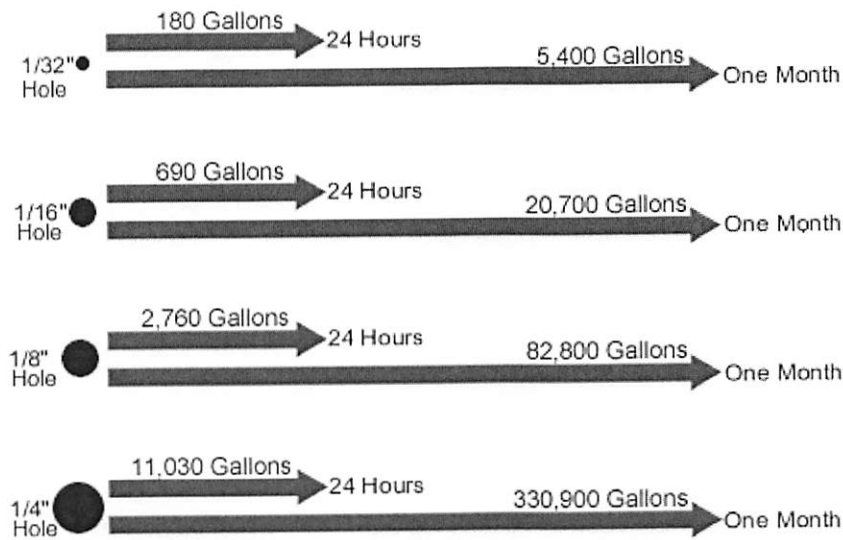 180 Gallons
24 Hours
1/32"
Hole
5,400 Gallons
One Month
690 Gallons
24 Hours
1/16"
Hole
20,700 Gallons
One Month
2,760 Gallons
24 Hours
1/8"
Hole
82,800 Gallons
One Month
11,030 Gallons
24 Hours
1/4"
Hole
330,900 Gallons
One Month